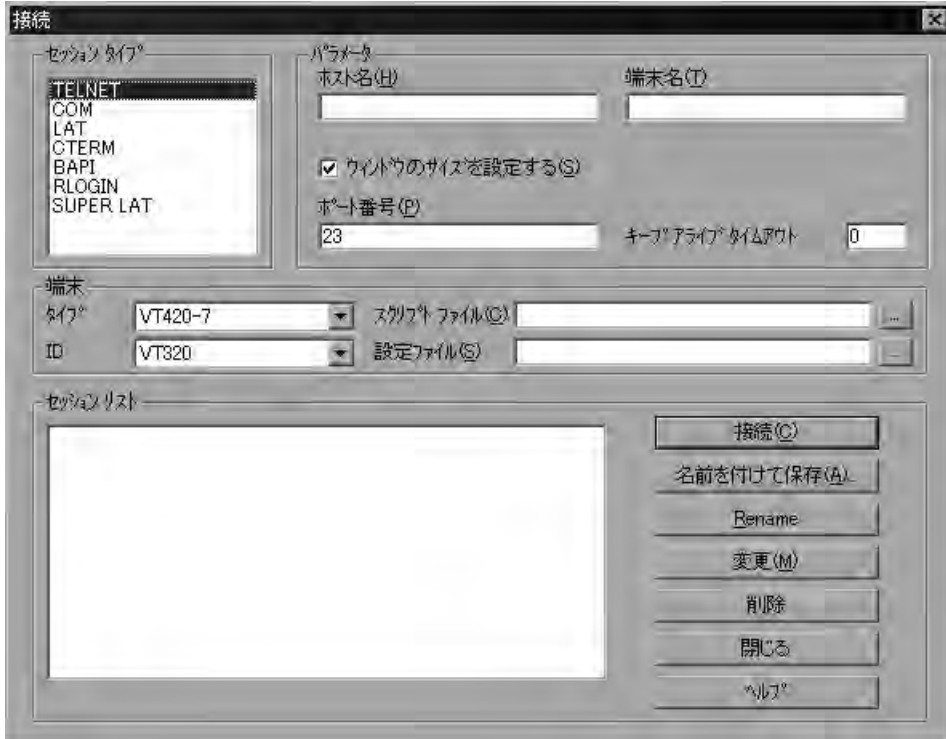 接続
ｾｯｼｮﾝ ﾀｲﾌﾟ
TELNET
COM
LAT
CTERM
BAPI
RLOGIN
SUPER LAT
ﾊﾟﾗﾒｰﾀ
ﾎｽﾄ名(H)
端末名(T)
ｳｨﾝﾄﾞｳのｻｲｽﾞを設定する(S)
ﾎﾟｰﾄ番号(P)
23
ｷｰﾌﾟ ｱﾗｲﾌﾞ ﾀｲﾑｱｳﾄ
0
端末
ﾀｲﾌﾟ
VT420-7
ｽｸﾘﾌﾟﾄ ﾌｧｲﾙ(C)
...
ID
VT320
設定ﾌｧｲﾙ(S)
...
ｾｯｼｮﾝ ﾘｽﾄ
接続(C)
名前を付けて保存(A)...
Rename
変更(M)
削除
閉じる
ﾍﾙﾌﾟ